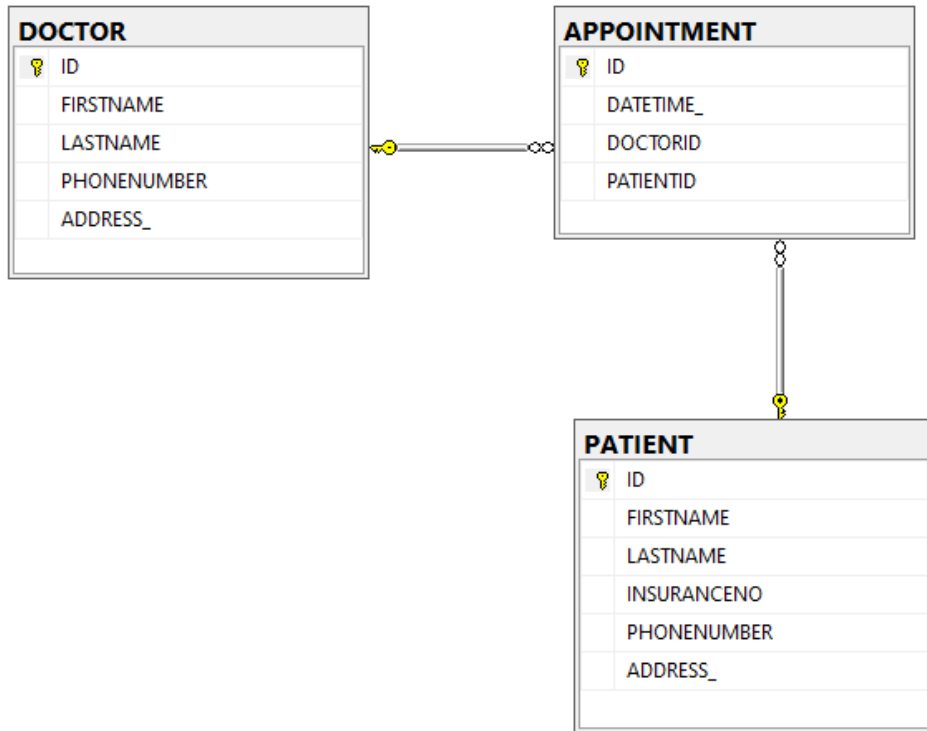 DOCTOR
ID
FIRSTNAME
LASTNAME
PHONENUMBER
ADDRESS_
APPOINTMENT
ID
DATETIME_
DOCTORID
PATIENTID
PATIENT
ID
FIRSTNAME
LASTNAME
INSURANCENO
PHONENUMBER
ADDRESS_